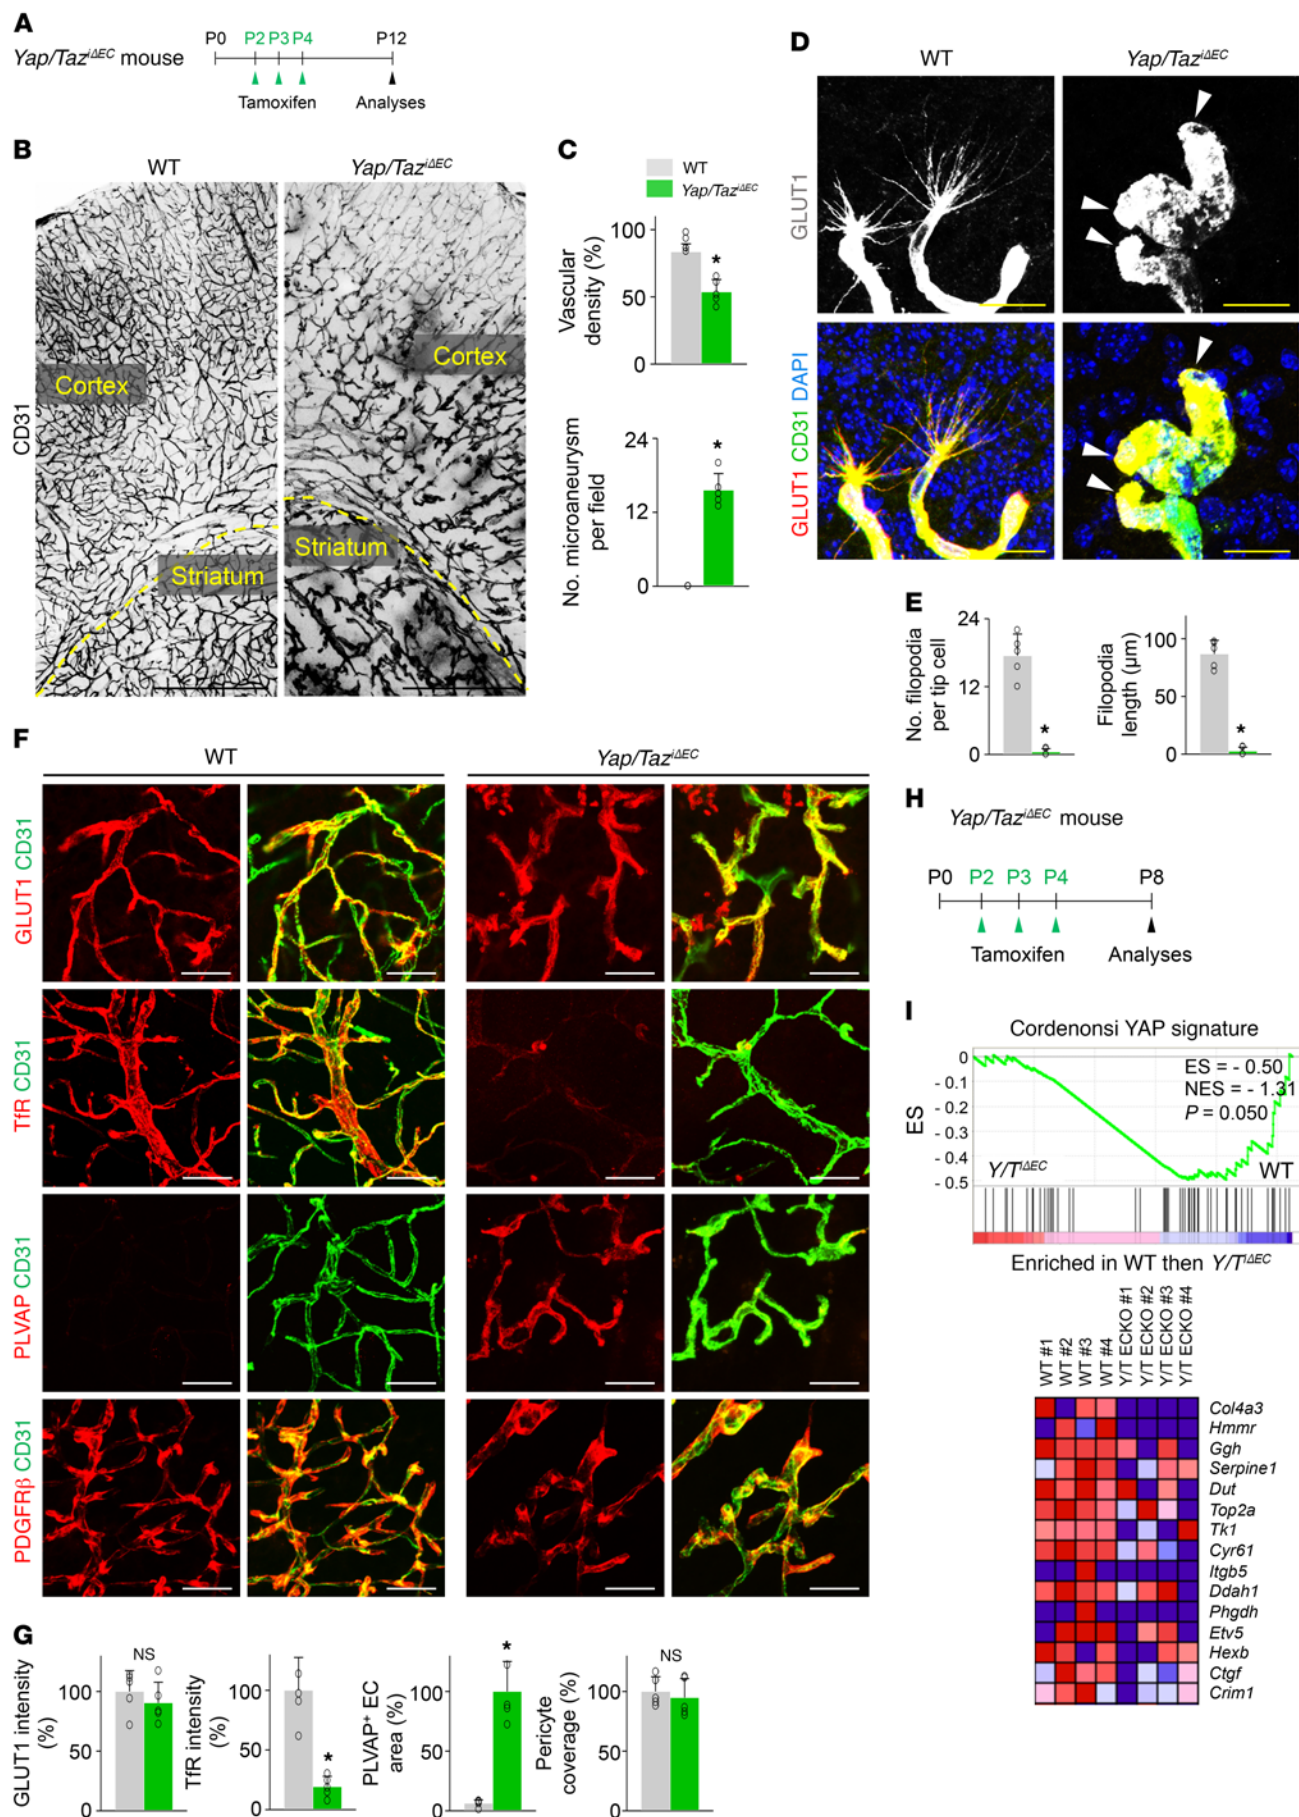 A
Yap/Taz^iΔEC mouse
P0 P2 P3 P4 P12
Tamoxifen Analyses
B
WT Yap/Taz^iΔEC
CD31
Cortex
Cortex
Striatum
Striatum
C
WT
Yap/Taz^iΔEC
Vascular density (%)
100
*
50
0
No. microaneurysm per field
24
*
12
0
D
WT Yap/Taz^iΔEC
GLUT1
GLUT1 CD31 DAPI
E
No. filopodia per tip cell
24
12
*
0
Filopodia length (µm)
100
50
*
0
F
WT Yap/Taz^iΔEC
GLUT1 CD31
TfR CD31
PLVAP CD31
PDGFRβ CD31
G
GLUT1 intensity (%)
NS
100
50
0
TfR intensity (%)
100
50
*
0
PLVAP⁺ EC area (%)
*
100
50
0
Pericyte coverage (%)
NS
100
50
0
H
Yap/Taz^iΔEC mouse
P0 P2 P3 P4 P8
Tamoxifen Analyses
I
Cordenonsi YAP signature
ES
0
- 0.1
- 0.2
- 0.3
- 0.4
- 0.5
ES = - 0.50
NES = - 1.31
P = 0.050
Y/T^iΔEC WT
Enriched in WT then Y/T^iΔEC
WT #1
WT #2
WT #3
WT #4
Y/T ECKO #1
Y/T ECKO #2
Y/T ECKO #3
Y/T ECKO #4
Col4a3
Hmmr
Ggh
Serpine1
Dut
Top2a
Tk1
Cyr61
Itgb5
Ddah1
Phgdh
Etv5
Hexb
Ctgf
Crim1